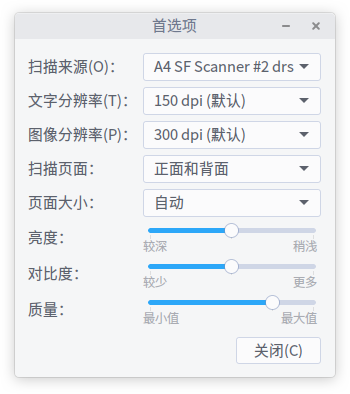 首选项
扫描来源(O)： A4 SF Scanner #2 drs
文字分辨率(T)： 150 dpi (默认)
图像分辨率(P)： 300 dpi (默认)
扫描页面： 正面和背面
页面大小： 自动
亮度：
较深 稍浅
对比度：
较少 更多
质量：
最小值 最大值
关闭(C)